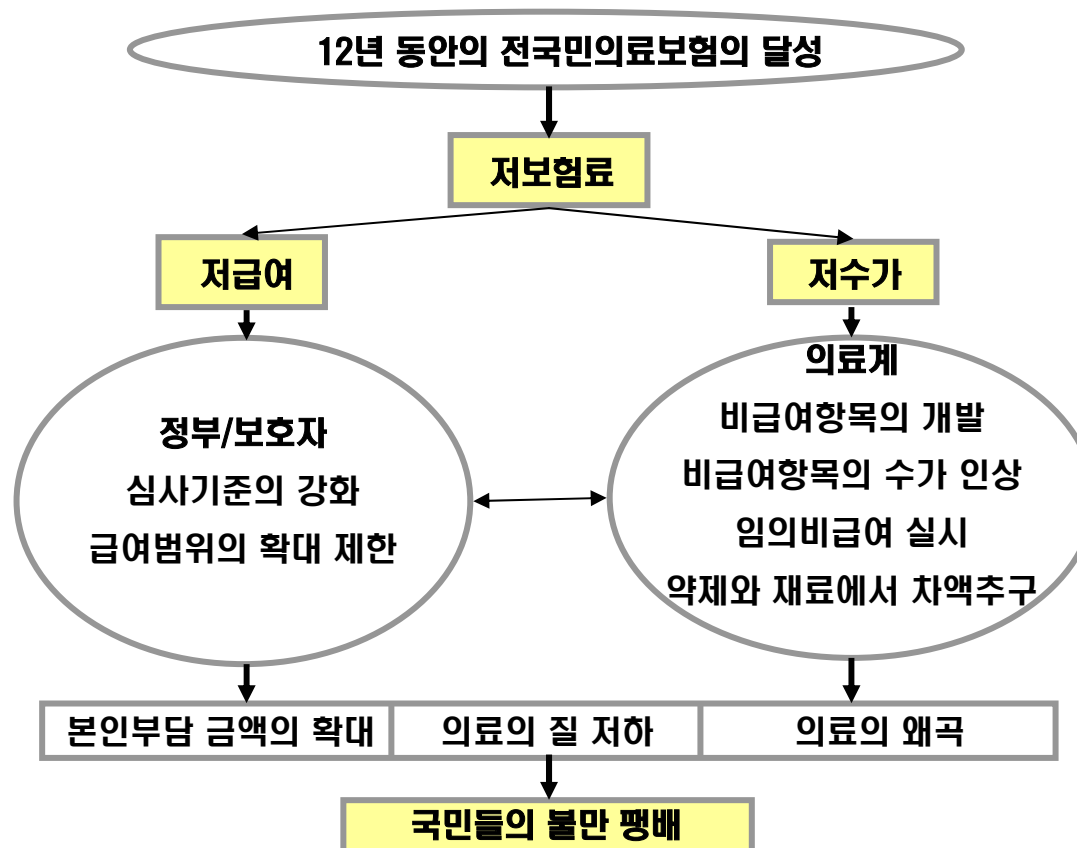 12년 동안의 전국민의료보험의 달성
저보험료
저급여
저수가
정부/보호자
심사기준의 강화
급여범위의 확대 제한
의료계
비급여항목의 개발
비급여항목의 수가 인상
임의비급여 실시
약제와 재료에서 차액추구
본인부담 금액의 확대
의료의 질 저하
의료의 왜곡
국민들의 불만 팽배